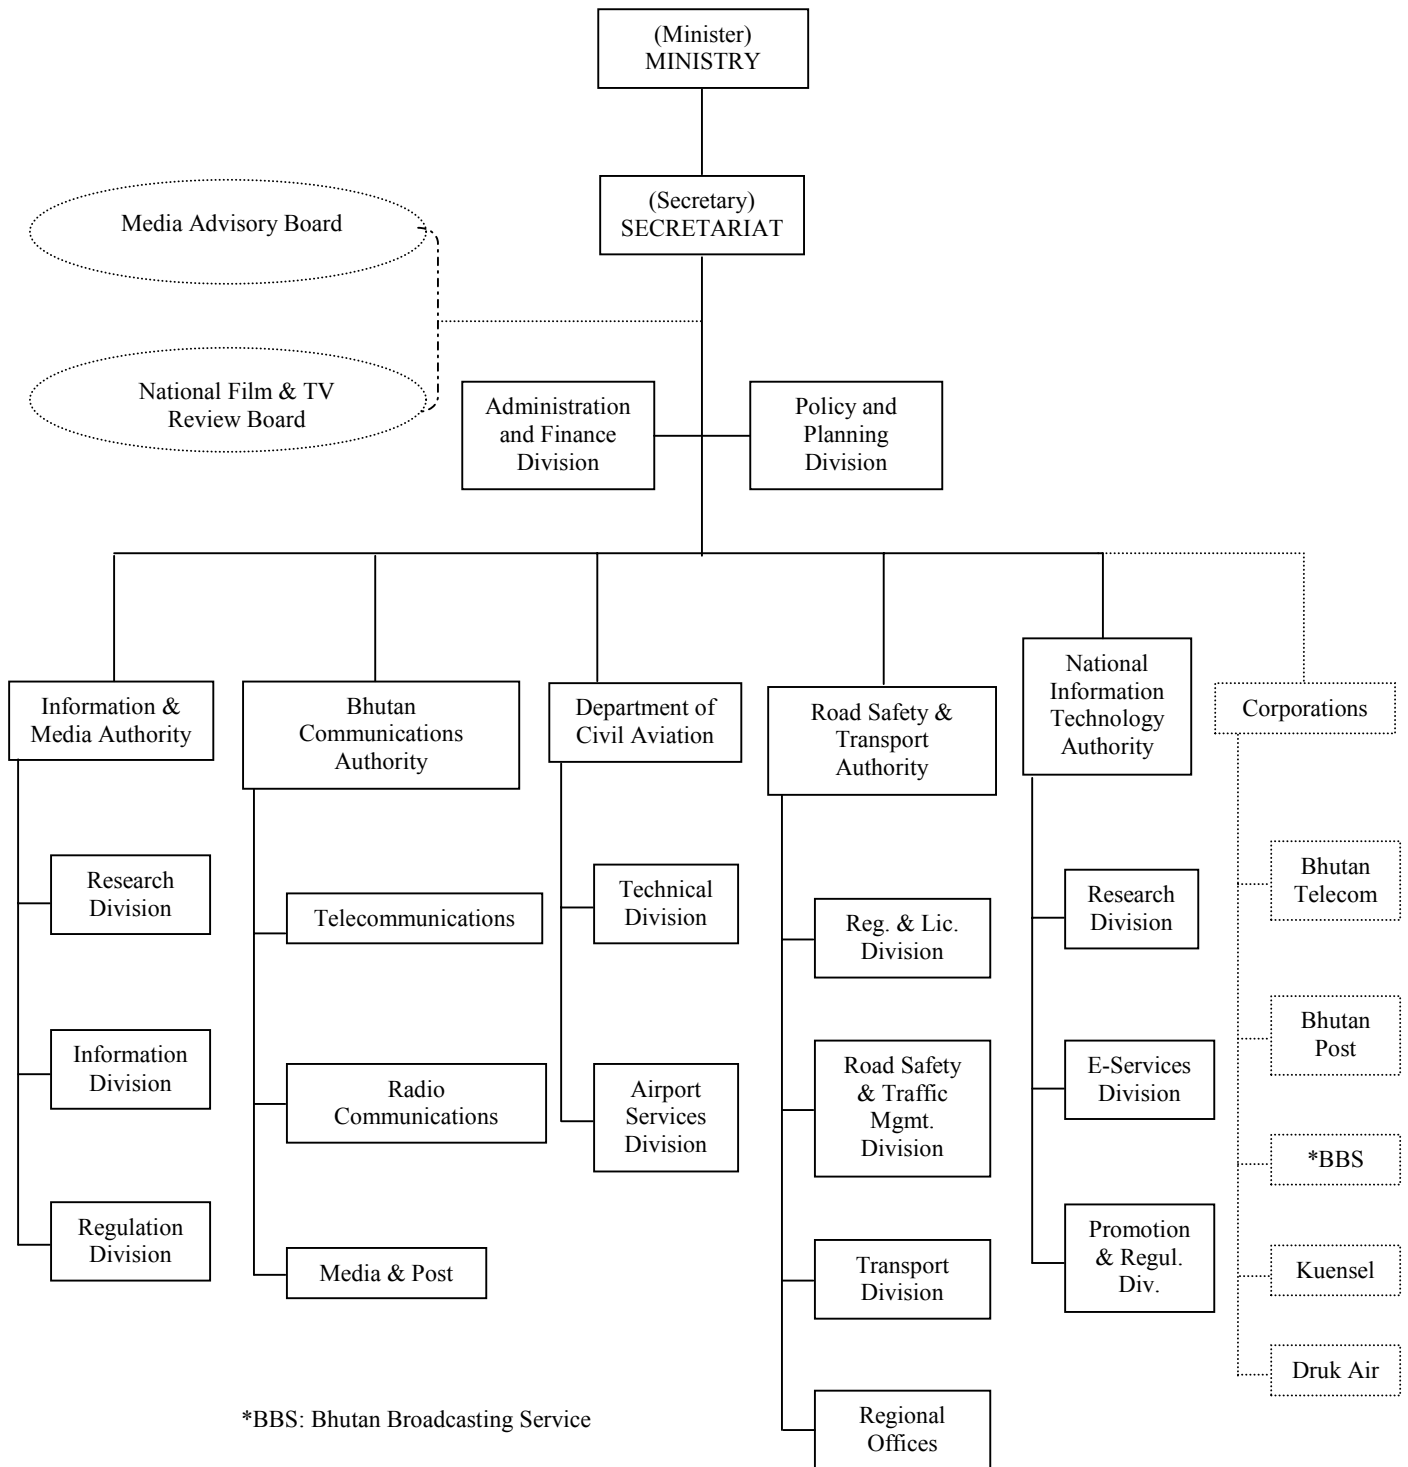 (Minister)
MINISTRY
(Secretary)
SECRETARIAT
Media Advisory Board
National Film & TV
Review Board
Administration
and Finance
Division
Policy and
Planning
Division
Information &
Media Authority
Research
Division
Information
Division
Regulation
Division
Bhutan
Communications
Authority
Telecommunications
Radio
Communications
Media & Post
Department of
Civil Aviation
Technical
Division
Airport
Services
Division
Road Safety &
Transport
Authority
Reg. & Lic.
Division
Road Safety
& Traffic
Mgmt.
Division
Transport
Division
Regional
Offices
National
Information
Technology
Authority
Research
Division
E-Services
Division
Promotion
& Regul.
Div.
Corporations
Bhutan
Telecom
Bhutan
Post
*BBS
Kuensel
Druk Air
*BBS: Bhutan Broadcasting Service